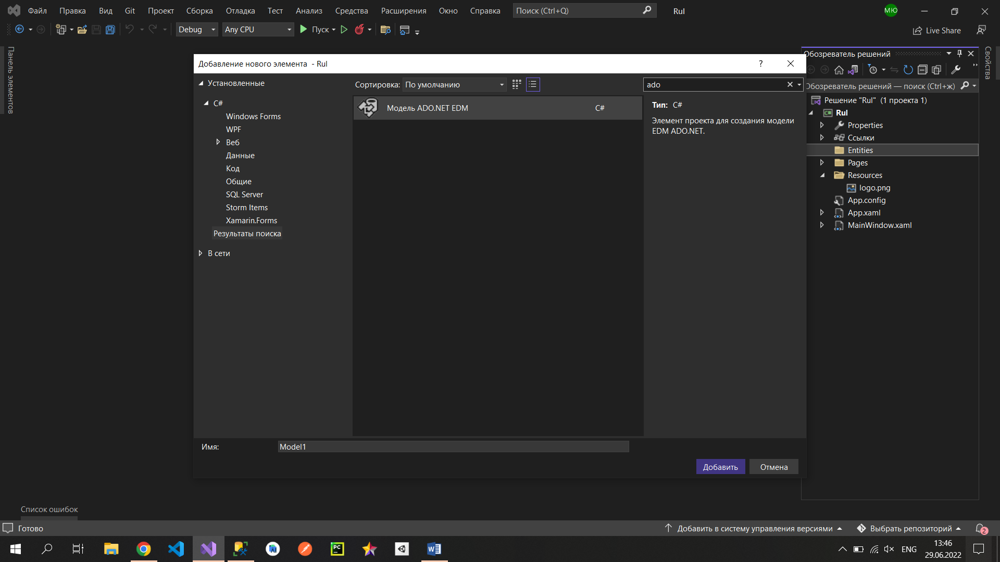 Файл Правка Вид Git Проект Сборка Отладка Тест Анализ Средства Расширения Окно Справка Поиск (Ctrl+Q) Rul МЮ
Debug Any CPU Пуск Live Share
Панель элементов
Добавление нового элемента - Rul ?
Установленные
C#
Windows Forms
WPF
Веб
Данные
Код
Общие
SQL Server
Storm Items
Xamarin.Forms
Результаты поиска
В сети
Сортировка: По умолчанию
ado
Модель ADO.NET EDM C#
Тип: C#
Элемент проекта для создания модели
EDM ADO.NET.
Имя: Model1
Добавить Отмена
Обозреватель решений
Обозреватель решений — поиск (Ctrl+ж)
Решение "Rul" (1 проекта 1)
C# Rul
Properties
Ссылки
Entities
Pages
Resources
logo.png
App.config
App.xaml
MainWindow.xaml
Свойства
Список ошибок
Готово
Добавить в систему управления версиями Выбрать репозиторий 2
PC
ENG
13:46
29.06.2022